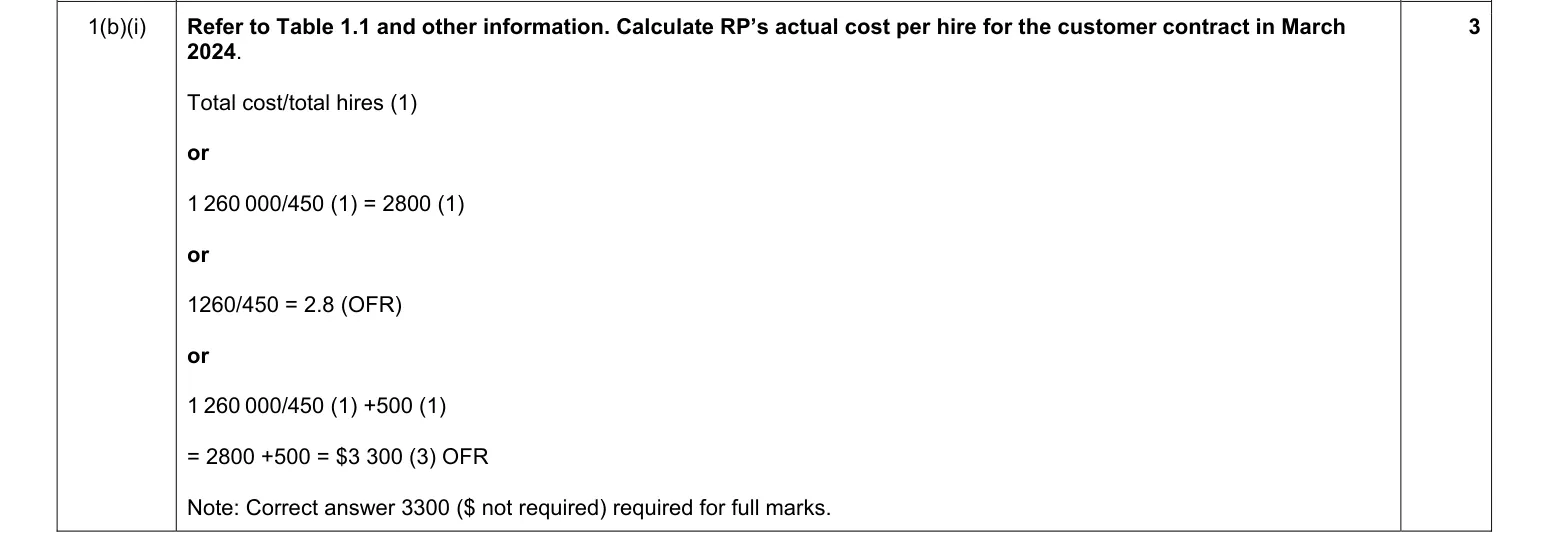 1(b)(i)
Refer to Table 1.1 and other information. Calculate RP’s actual cost per hire for the customer contract in March
2024.
3
Total cost/total hires (1)
or
1 260 000/450 (1) = 2800 (1)
or
1260/450 = 2.8 (OFR)
or
1 260 000/450 (1) +500 (1)
= 2800 +500 = $3 300 (3) OFR
Note: Correct answer 3300 ($ not required) required for full marks.